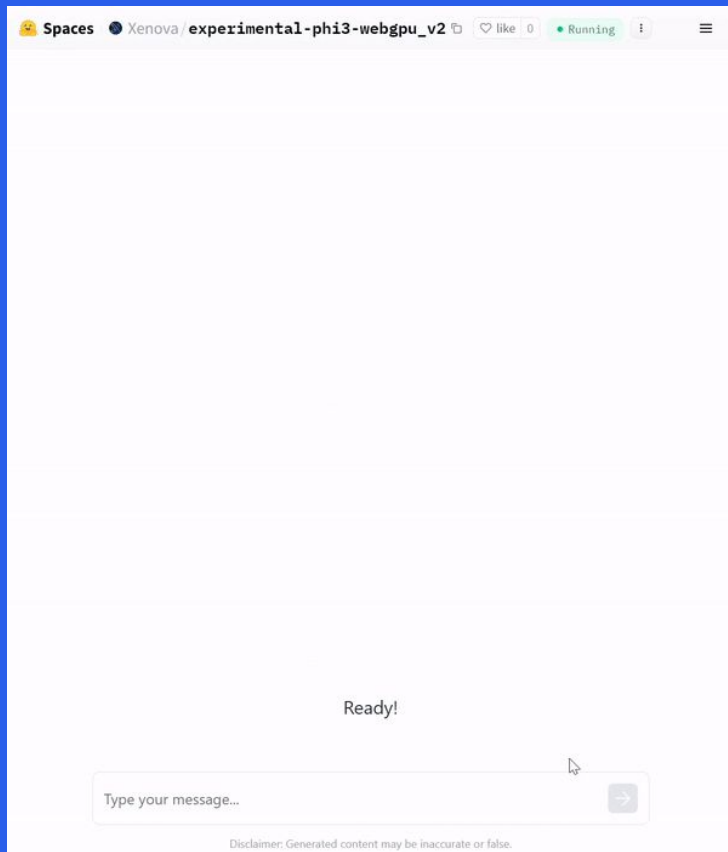 Spaces Xenova/experimental-phi3-webgpu_v2 like 0 Running
Ready!
Type your message...
Disclaimer: Generated content may be inaccurate or false.